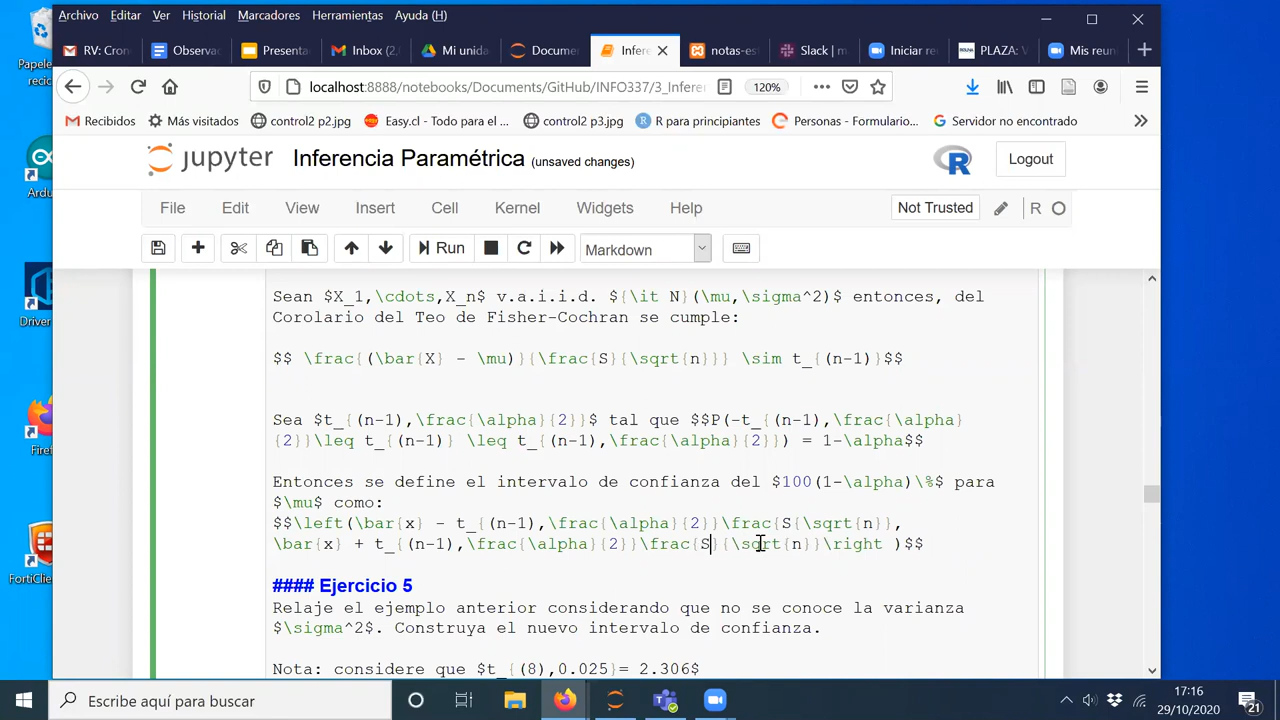 Papele
recic
Ardu
Driver
Firef
FortiClien
Archivo Editar Ver Historial Marcadores Herramientas Ayuda (H)
RV: Cron Observac Presenta Inbox (2, Mi unida Docume Infere notas-es Slack | m Iniciar re PLAZA: V Mis reun
localhost:8888/notebooks/Documents/GitHub/INFO337/3_Infere 120%
Recibidos Más visitados control2 p2.jpg Easy.cl - Todo para el ... control2 p3.jpg R para principiantes Personas - Formulario... Servidor no encontrado
jupyter Inferencia Paramétrica (unsaved changes) Logout
File Edit View Insert Cell Kernel Widgets Help Not Trusted R
Run Markdown
Sean $X_1,\cdots,X_n$ v.a.i.i.d. ${\it N}(\mu,\sigma^2)$ entonces, del
Corolario del Teo de Fisher-Cochran se cumple:
$$ \frac{(\bar{X} - \mu)}{\frac{S}{\sqrt{n}}} \sim t_{(n-1)}$$
Sea $t_{(n-1),\frac{\alpha}{2}}$ tal que $$P(-t_{(n-1),\frac{\alpha}
{2}}\leq t_{(n-1)} \leq t_{(n-1),\frac{\alpha}{2}}) = 1-\alpha$$
Entonces se define el intervalo de confianza del $100(1-\alpha)\%$ para
$\mu$ como:
$$\left(\bar{x} - t_{(n-1),\frac{\alpha}{2}}\frac{S{\sqrt{n}},
\bar{x} + t_{(n-1),\frac{\alpha}{2}}\frac{S}{\sqrt{n}}\right )$$
#### Ejercicio 5
Relaje el ejemplo anterior considerando que no se conoce la varianza
$\sigma^2$. Construya el nuevo intervalo de confianza.
Nota: considere que $t_{(8),0.025}= 2.306$
Escribe aquí para buscar
17:16
29/10/2020
21